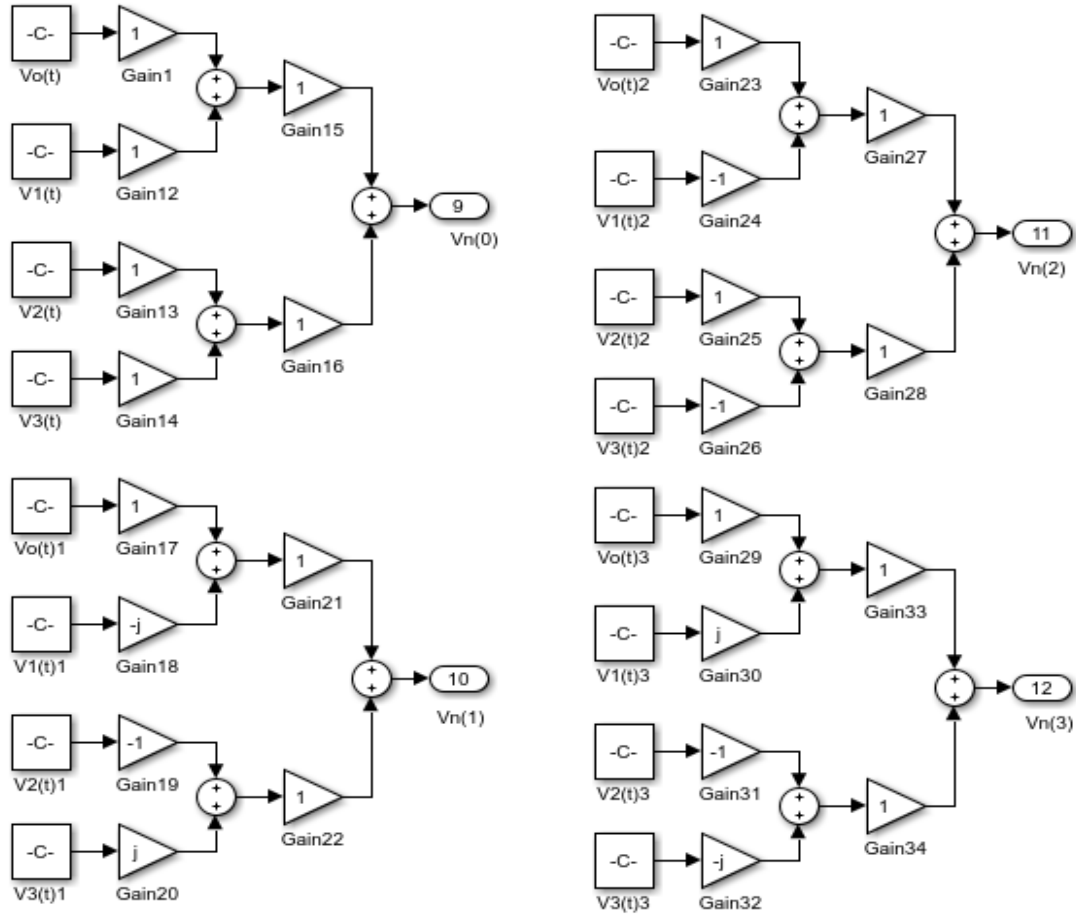 -C-
1
Vo(t)
Gain1
+
+
1
Gain15
-C-
1
V1(t)
Gain12
+
+
9
Vn(0)
-C-
1
V2(t)
Gain13
+
+
1
Gain16
-C-
1
V3(t)
Gain14
-C-
1
Vo(t)2
Gain23
+
+
1
Gain27
-C-
-1
V1(t)2
Gain24
+
+
11
Vn(2)
-C-
1
V2(t)2
Gain25
+
+
1
Gain28
-C-
-1
V3(t)2
Gain26
-C-
1
Vo(t)1
Gain17
+
+
1
Gain21
-C-
-j
V1(t)1
Gain18
+
+
10
Vn(1)
-C-
-1
V2(t)1
Gain19
+
+
1
Gain22
-C-
j
V3(t)1
Gain20
-C-
1
Vo(t)3
Gain29
+
+
1
Gain33
-C-
j
V1(t)3
Gain30
+
+
12
Vn(3)
-C-
-1
V2(t)3
Gain31
+
+
1
Gain34
-C-
-j
V3(t)3
Gain32